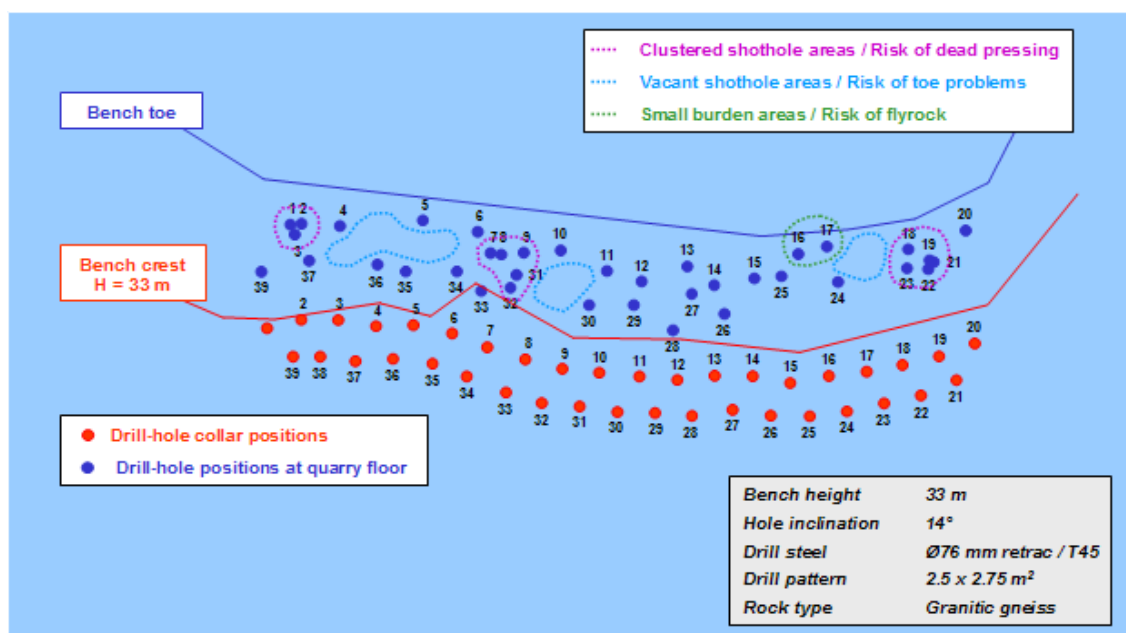 Clustered shothole areas / Risk of dead pressing
Vacant shothole areas / Risk of toe problems
Small burden areas / Risk of flyrock
Bench toe
1 2 4 5 6 7 8 9 10 11 12 13 14 15 16 17 18 19 20
3 37 36 35 34 33 32 31 30 29 28 27 26 25 24 23 22 21
39
Bench crest
H = 33 m
2 3 4 5 6 7 8 9 10 11 12 13 14 15 16 17 18 19 20
39 38 37 36 35 34 33 32 31 30 29 28 27 26 25 24 23 22 21
Drill-hole collar positions
Drill-hole positions at quarry floor
Bench height 33 m
Hole inclination 14°
Drill steel Ø76 mm retrac / T45
Drill pattern 2.5 x 2.75 m²
Rock type Granitic gneiss